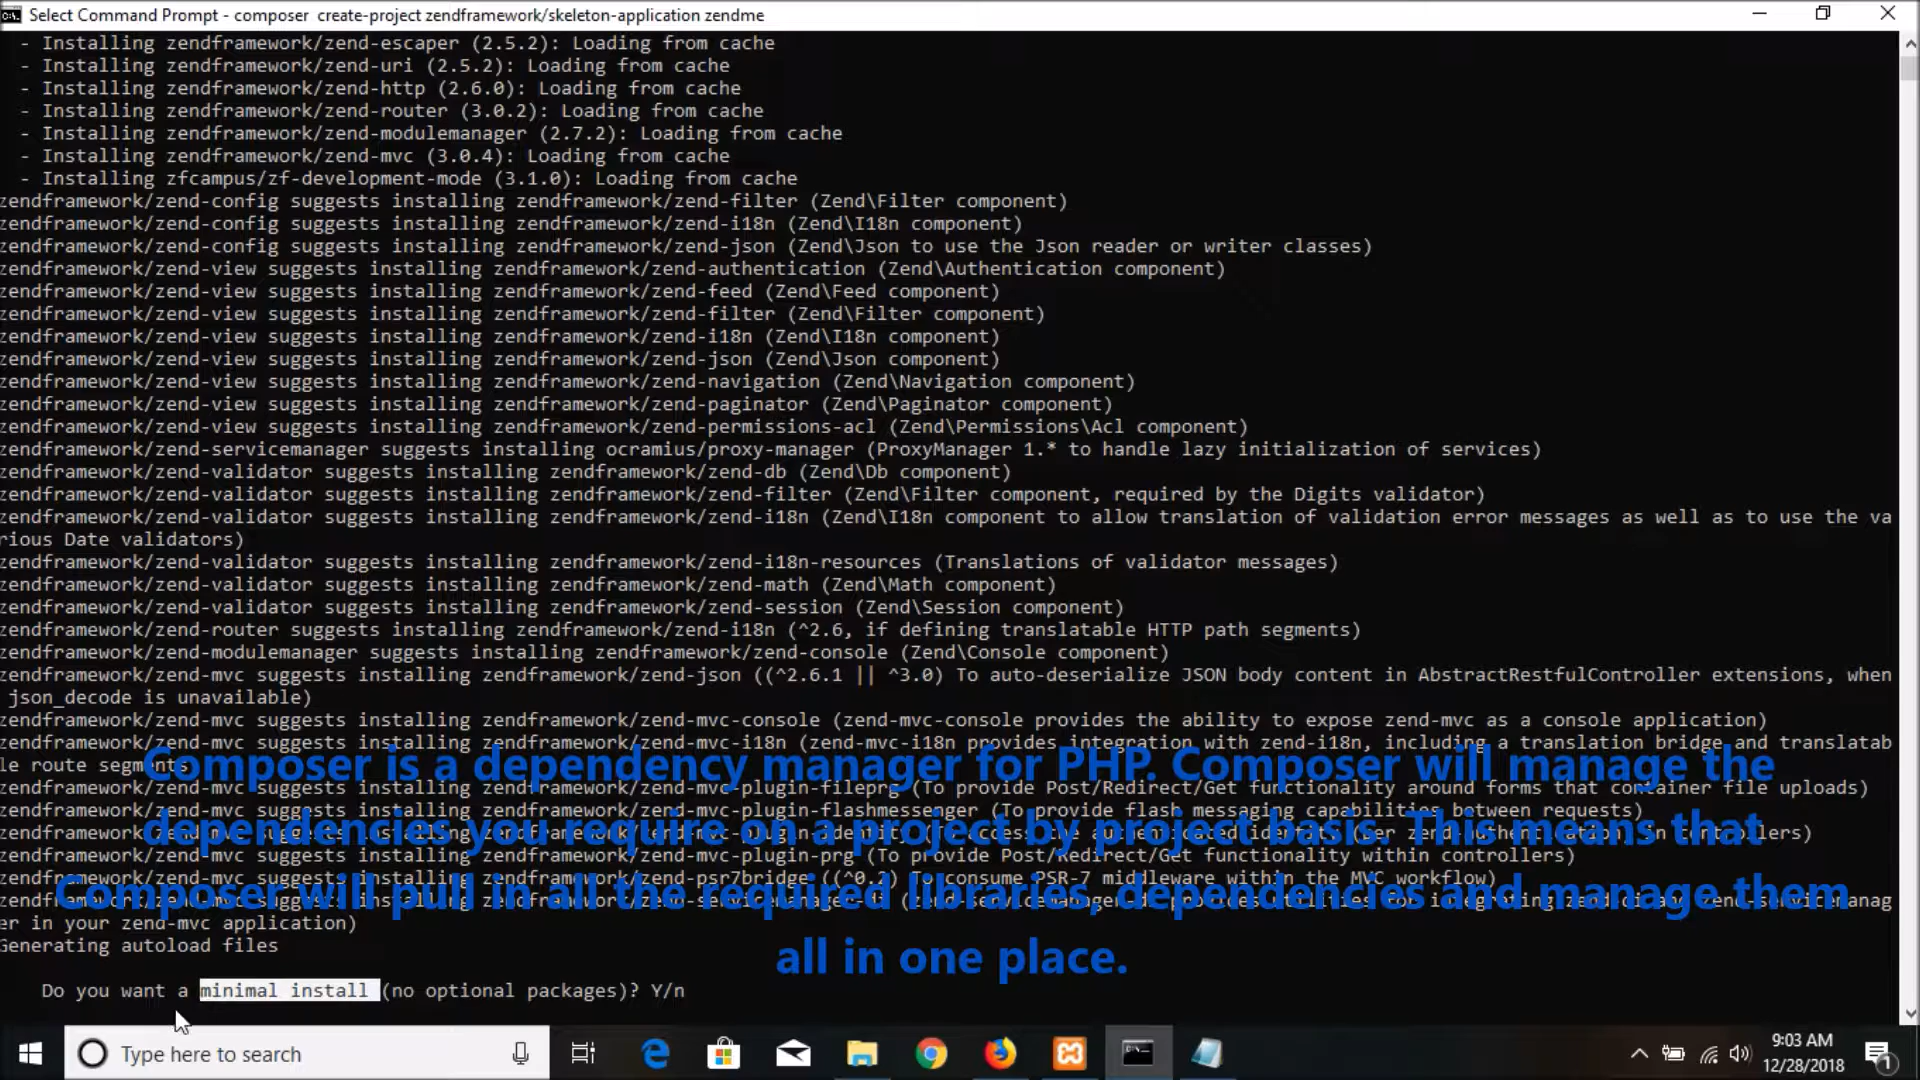 Select Command Prompt - composer  create-project zendframework/skeleton-application zendme
- Installing zendframework/zend-escaper (2.5.2): Loading from cache
- Installing zendframework/zend-uri (2.5.2): Loading from cache
- Installing zendframework/zend-http (2.6.0): Loading from cache
- Installing zendframework/zend-router (3.0.2): Loading from cache
- Installing zendframework/zend-modulemanager (2.7.2): Loading from cache
- Installing zendframework/zend-mvc (3.0.4): Loading from cache
- Installing zfcampus/zf-development-mode (3.1.0): Loading from cache
zendframework/zend-config suggests installing zendframework/zend-filter (Zend\Filter component)
zendframework/zend-config suggests installing zendframework/zend-i18n (Zend\I18n component)
zendframework/zend-config suggests installing zendframework/zend-json (Zend\Json to use the Json reader or writer classes)
zendframework/zend-view suggests installing zendframework/zend-authentication (Zend\Authentication component)
zendframework/zend-view suggests installing zendframework/zend-feed (Zend\Feed component)
zendframework/zend-view suggests installing zendframework/zend-filter (Zend\Filter component)
zendframework/zend-view suggests installing zendframework/zend-i18n (Zend\I18n component)
zendframework/zend-view suggests installing zendframework/zend-json (Zend\Json component)
zendframework/zend-view suggests installing zendframework/zend-navigation (Zend\Navigation component)
zendframework/zend-view suggests installing zendframework/zend-paginator (Zend\Paginator component)
zendframework/zend-view suggests installing zendframework/zend-permissions-acl (Zend\Permissions\Acl component)
zendframework/zend-servicemanager suggests installing ocramius/proxy-manager (ProxyManager 1.* to handle lazy initialization of services)
zendframework/zend-validator suggests installing zendframework/zend-db (Zend\Db component)
zendframework/zend-validator suggests installing zendframework/zend-filter (Zend\Filter component, required by the Digits validator)
zendframework/zend-validator suggests installing zendframework/zend-i18n (Zend\I18n component to allow translation of validation error messages as well as to use the va
rious Date validators)
zendframework/zend-validator suggests installing zendframework/zend-i18n-resources (Translations of validator messages)
zendframework/zend-validator suggests installing zendframework/zend-math (Zend\Math component)
zendframework/zend-validator suggests installing zendframework/zend-session (Zend\Session component)
zendframework/zend-router suggests installing zendframework/zend-i18n (^2.6, if defining translatable HTTP path segments)
zendframework/zend-modulemanager suggests installing zendframework/zend-console (Zend\Console component)
zendframework/zend-mvc suggests installing zendframework/zend-json ((^2.6.1 || ^3.0) To auto-deserialize JSON body content in AbstractRestfulController extensions, when
json_decode is unavailable)
zendframework/zend-mvc suggests installing zendframework/zend-mvc-console (zend-mvc-console provides the ability to expose zend-mvc as a console application)
zendframework/zend-mvc suggests installing zendframework/zend-mvc-i18n (zend-mvc-i18n provides integration with zend-i18n, including a translation bridge and translatab
le route segments
zendframework/zend-mvc suggests installing zendframework/zend-mvc-plugin-fileprg (To provide Post/Redirect/Get functionality around forms that container file uploads)
zendframework/zend-mvc suggests installing zendframework/zend-mvc-plugin-flashmessenger (To provide flash messaging capabilities between requests)
zendframework/zend-mvc
zendframework/zend-mvc suggests installing zendframework/zend-mvc-plugin-prg (To provide Post/Redirect/Get functionality within controllers)
zendframework/zend-mvc suggests installing zendframework/zend-psr7bridge ((^0.2) To consume PSR-7 middleware within the MVC workflow)
er in your zend-mvc application)
Generating autoload files
Composer is a dependency manager for PHP. Composer will manage the
dependencies you require on a project by project basis. This means that
Composer will pull in all the required libraries, dependencies and manage them
all in one place.
Do you want a minimal install (no optional packages)? Y/n
Type here to search
9:03 AM
12/28/2018
1